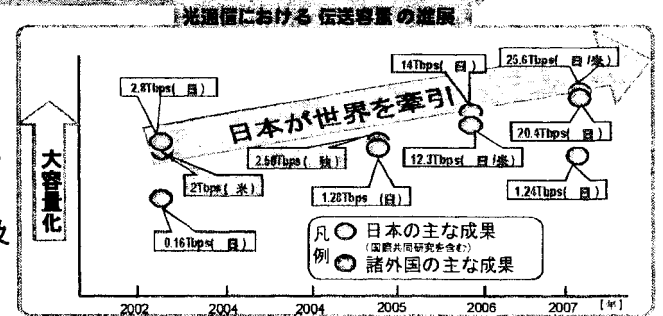 光通信における 伝送容量の進展
25.6Tbps( 日/米)
14Tbps( 日)
2.8Tbps( 日)
日本が世界を牽引
20.4Tbps( 日)
大容量化
2.56Tbps( 独)
12.3Tbps( 日/米)
2Tbps( 米)
1.28Tbps (日)
1.24Tbps( 日)
0.16Tbps( 日)
凡例
日本の主な成果
(国際共同研究を含む)
諸外国の主な成果
2002 2004 2004 2005 2006 2007 [年]
及